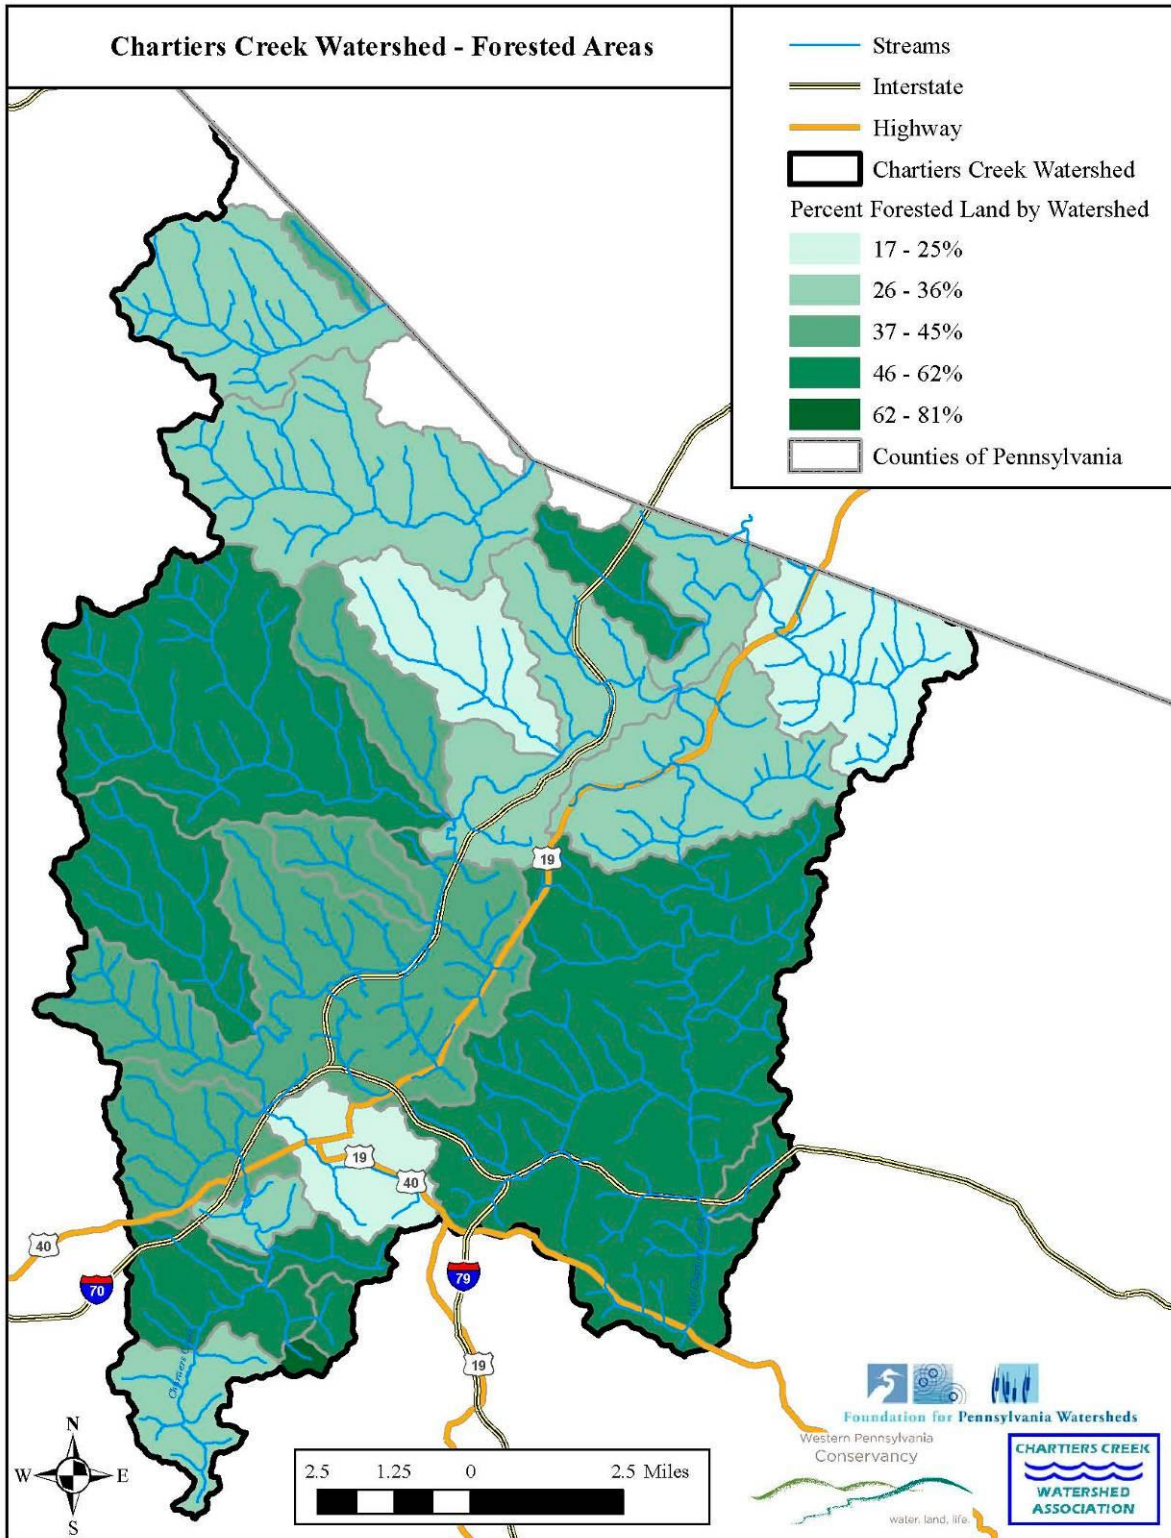 Chartiers Creek Watershed - Forested Areas
Streams
Interstate
Highway
Chartiers Creek Watershed
Percent Forested Land by Watershed
17 - 25%
26 - 36%
37 - 45%
46 - 62%
62 - 81%
Counties of Pennsylvania
19
19
40
40
70
79
19
Chartiers
N
W
E
S
2.5
1.25
0
2.5 Miles
Foundation for Pennsylvania Watersheds
Western Pennsylvania
Conservancy
water, land, life.
CHARTIERS CREEK
WATERSHED
ASSOCIATION